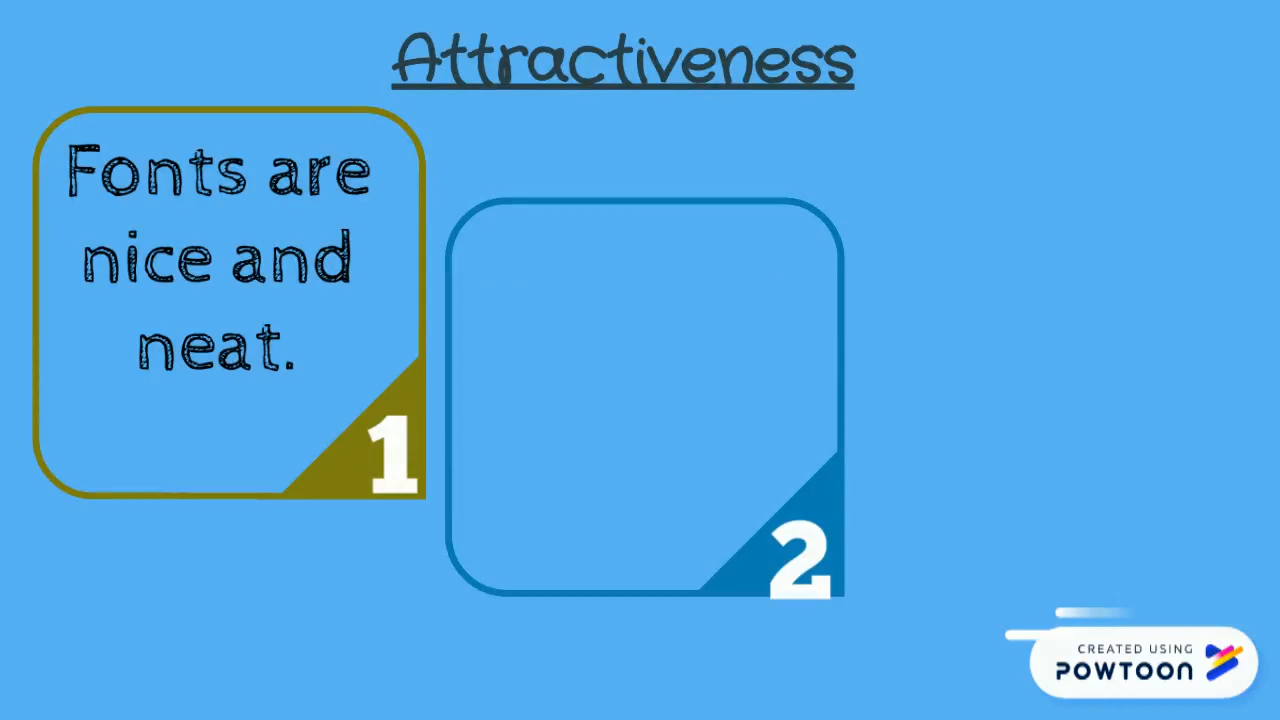 Attractiveness
Fonts are
nice and
neat.
1
2
CREATED USING
POWTOON